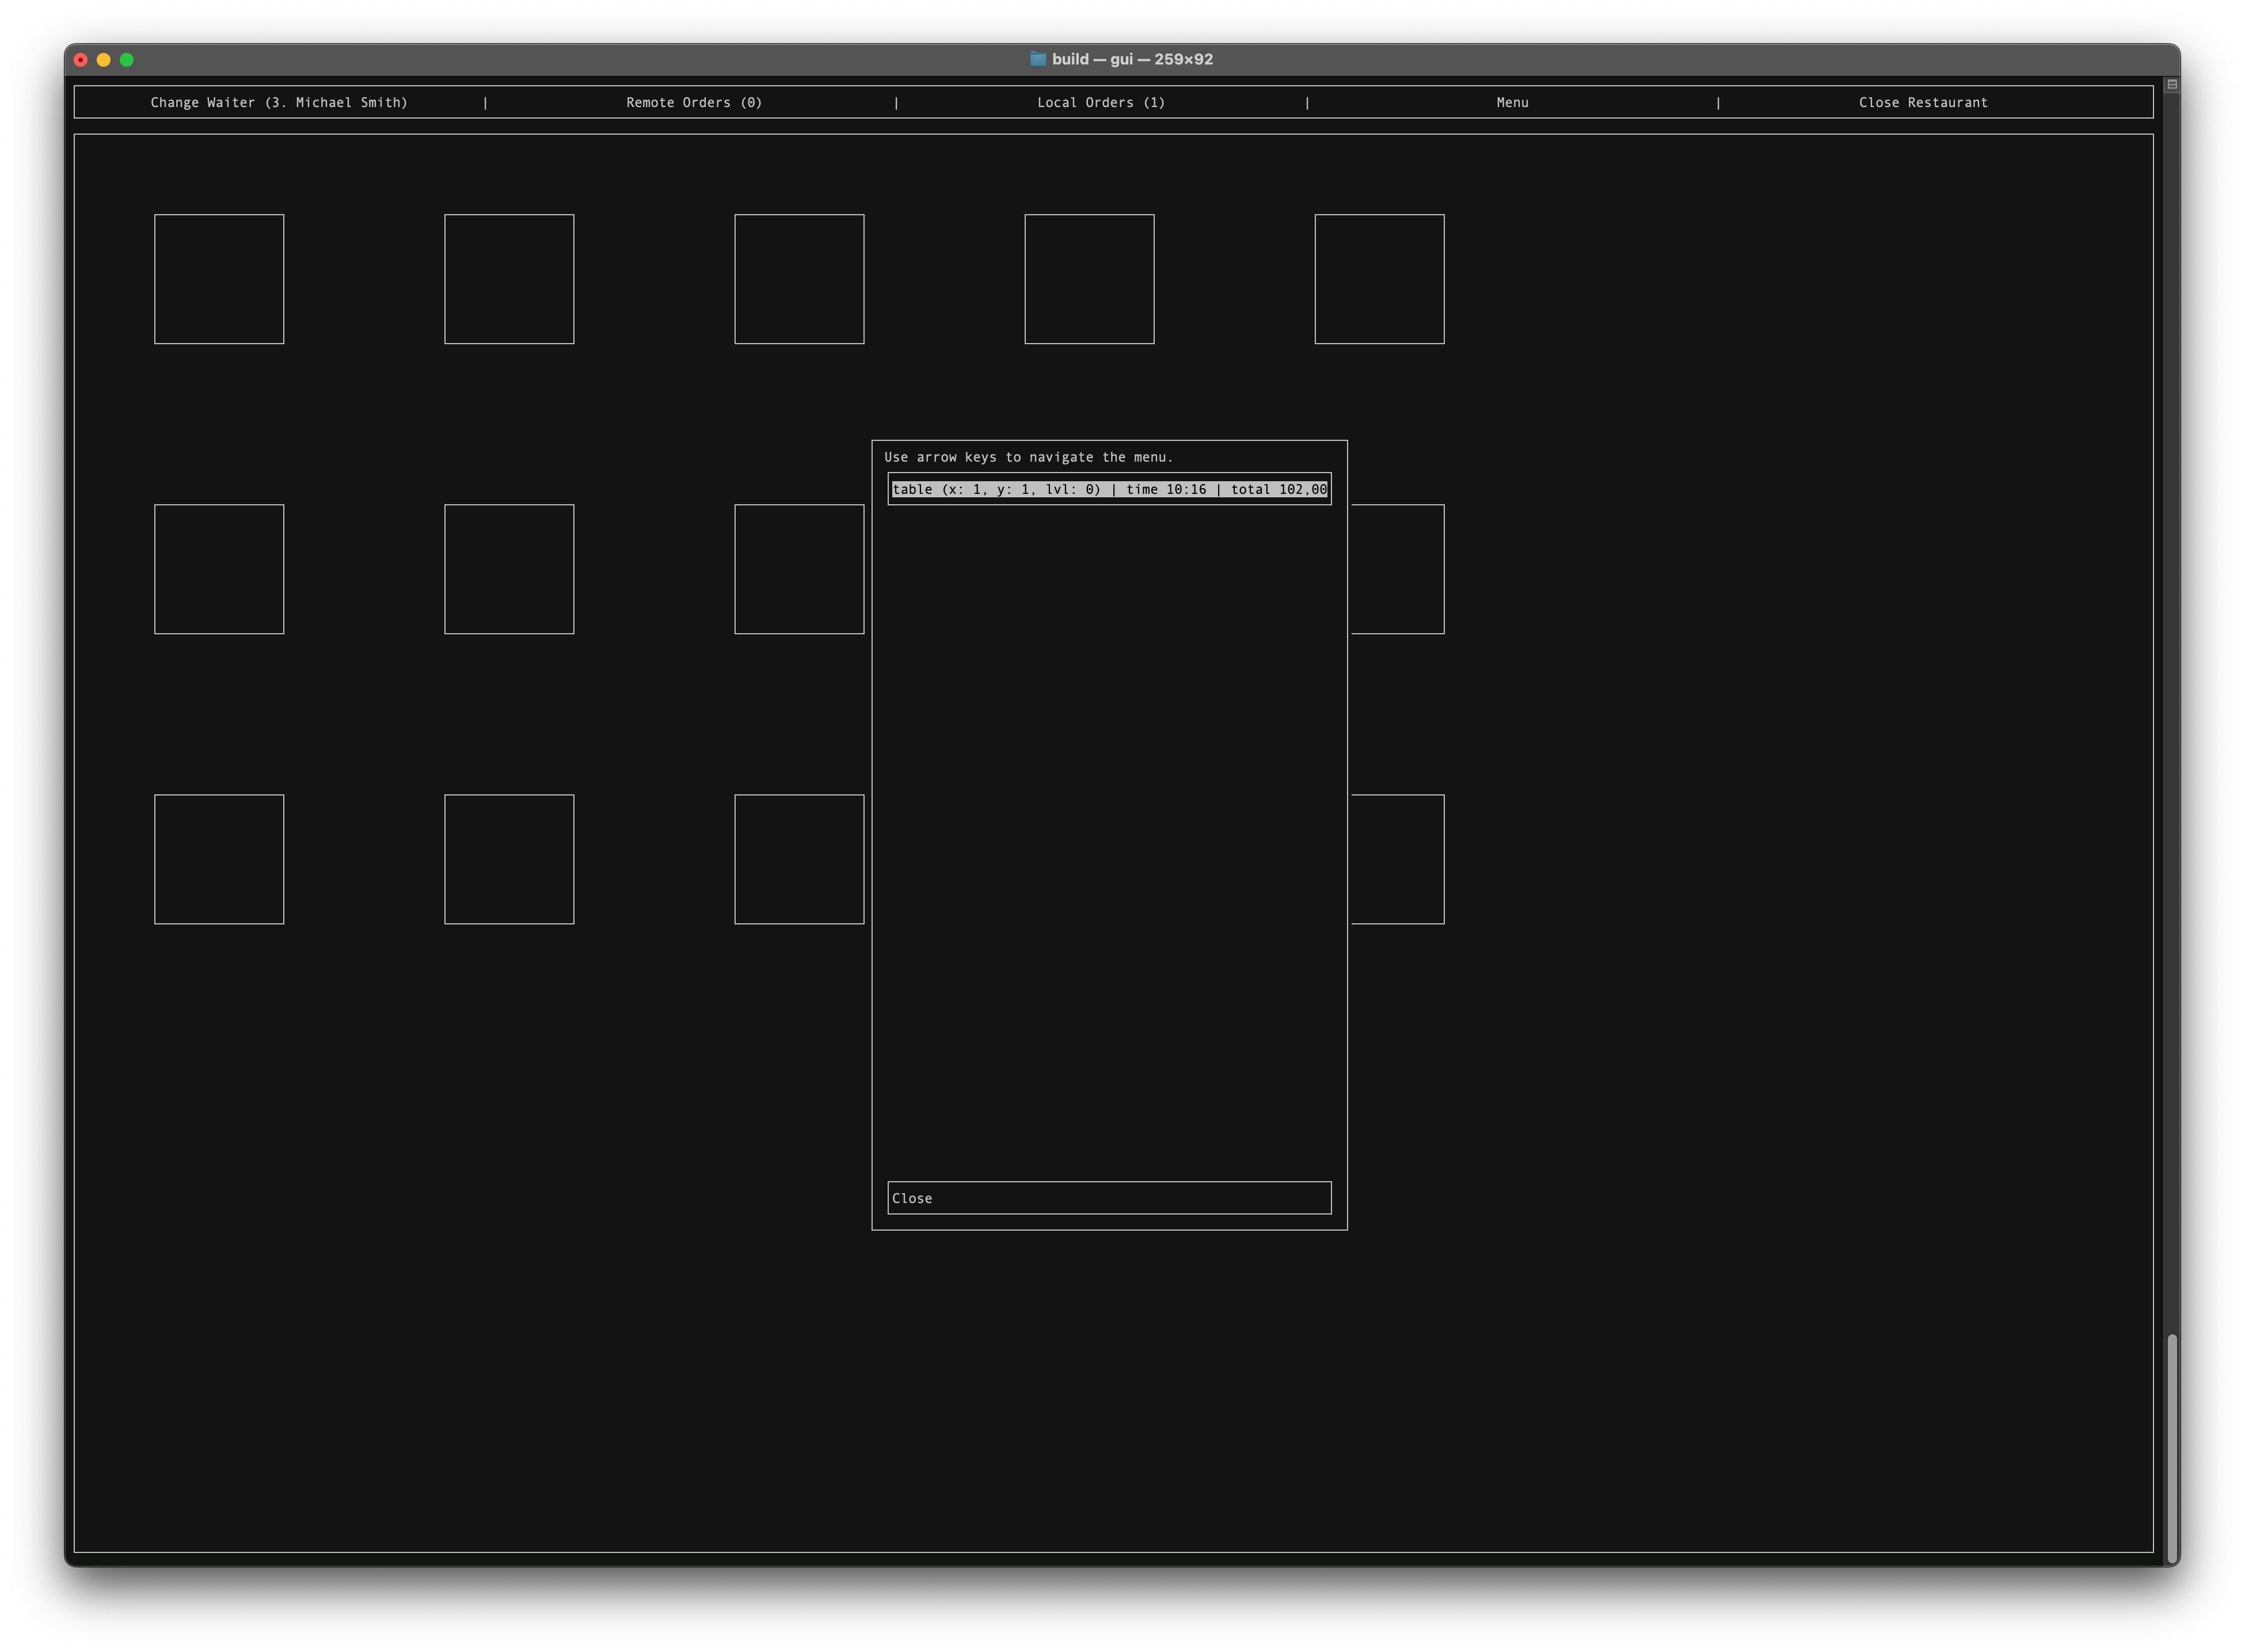 build — gui — 259×92
Change Waiter (3. Michael Smith) | Remote Orders (0) | Local Orders (1) | Menu | Close Restaurant
Use arrow keys to navigate the menu.
table (x: 1, y: 1, lvl: 0) | time 10:16 | total 102,00
Close